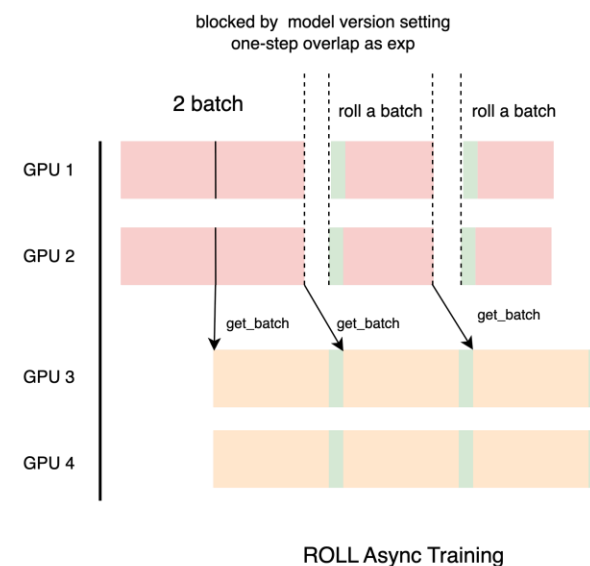 blocked by model version setting
one-step overlap as exp
2 batch
roll a batch
roll a batch
GPU 1
GPU 2
get_batch
get_batch
get_batch
GPU 3
GPU 4
ROLL Async Training